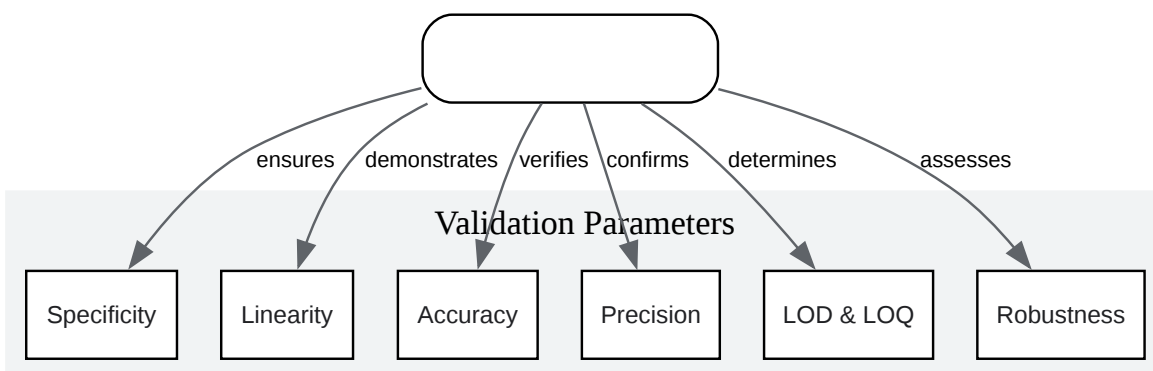 ensures
demonstrates
verifies
confirms
determines
assesses
Validation Parameters
Specificity
Linearity
Accuracy
Precision
LOD & LOQ
Robustness